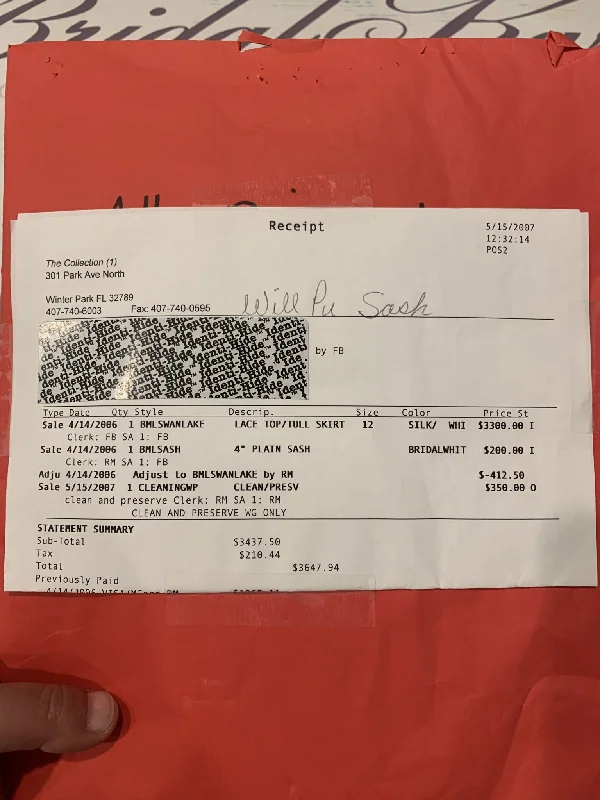 Bridal
Receipt
5/15/2007
12:32:14
POS2
The Collection (1)
301 Park Ave North
Winter Park FL 32789
407-740-6003 Fax: 407-740-0595
Will Pu Sash
Identi-Hide
by FB
Type Date Qty Style Descrip. Size Color Price St
Sale 4/14/2006 1 BMLSWANLAKE LACE TOP/TULL SKIRT 12 SILK/ WHI $3300.00 I
Clerk: FB SA 1: FB
Sale 4/14/2006 1 BMLSASH 4" PLAIN SASH BRIDALWHIT $200.00 I
Clerk: RM SA 1: FB
Adju 4/14/2006 Adjust to BMLSWANLAKE by RM $-412.50
Sale 5/15/2007 1 CLEANINGWP CLEAN/PRESV $350.00 O
clean and preserve Clerk: RM SA 1: RM
CLEAN AND PRESERVE WG ONLY
STATEMENT SUMMARY
Sub-Total $3437.50
Tax $210.44
Total $3647.94
Previously Paid